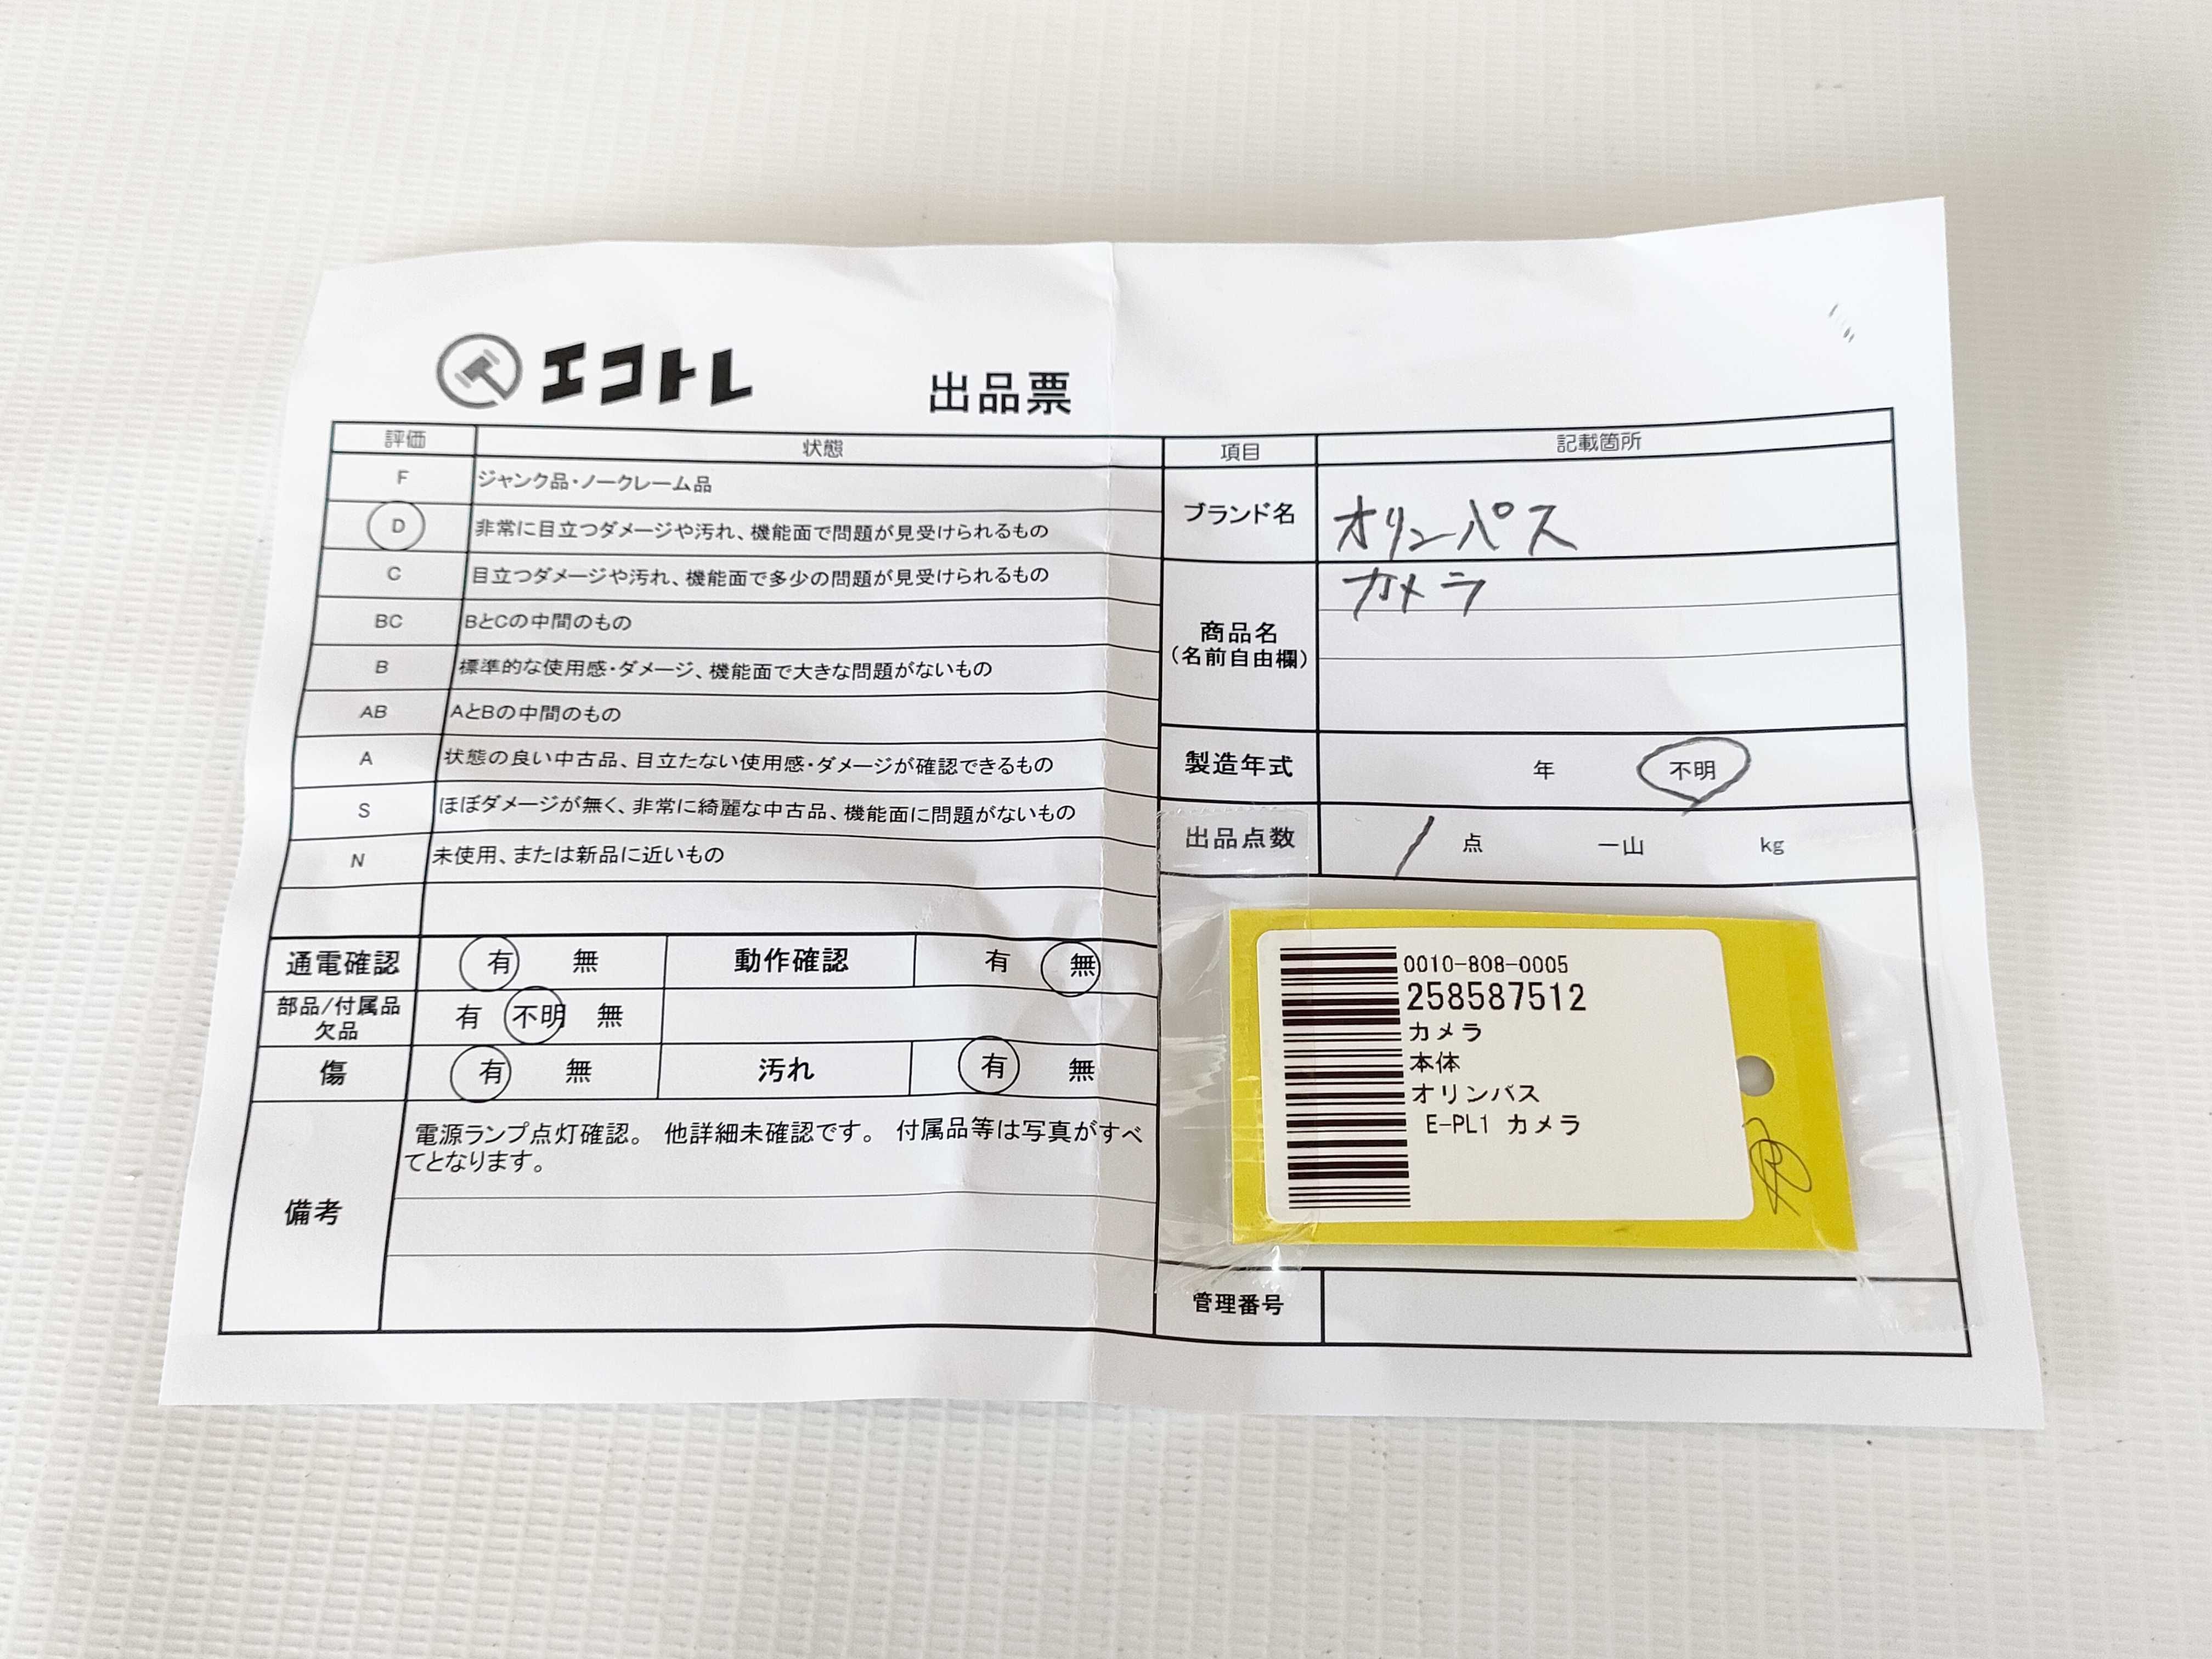 エコトレ 出品票
評価 状態
F ジャンク品・ノークレーム品
D 非常に目立つダメージや汚れ、機能面で問題が見受けられるもの
C 目立つダメージや汚れ、機能面で多少の問題が見受けられるもの
BC BとCの中間のもの
B 標準的な使用感・ダメージ、機能面で大きな問題がないもの
AB AとBの中間のもの
A 状態の良い中古品、目立たない使用感・ダメージが確認できるもの
S ほぼダメージが無く、非常に綺麗な中古品、機能面に問題がないもの
N 未使用、または新品に近いもの
通電確認 有 無 動作確認 有 無
部品/付属品
欠品 有 不明 無
傷 有 無 汚れ 有 無
備考
電源ランプ点灯確認。 他詳細未確認です。 付属品等は写真がすべ
てとなります。
項目 記載箇所
ブランド名 オリンパス
商品名
(名前自由欄) カメラ
製造年式 年 不明
出品点数 1 点 一山 kg
0010-808-0005
258587512
カメラ
本体
オリンパス
E-PL1 カメラ
管理番号